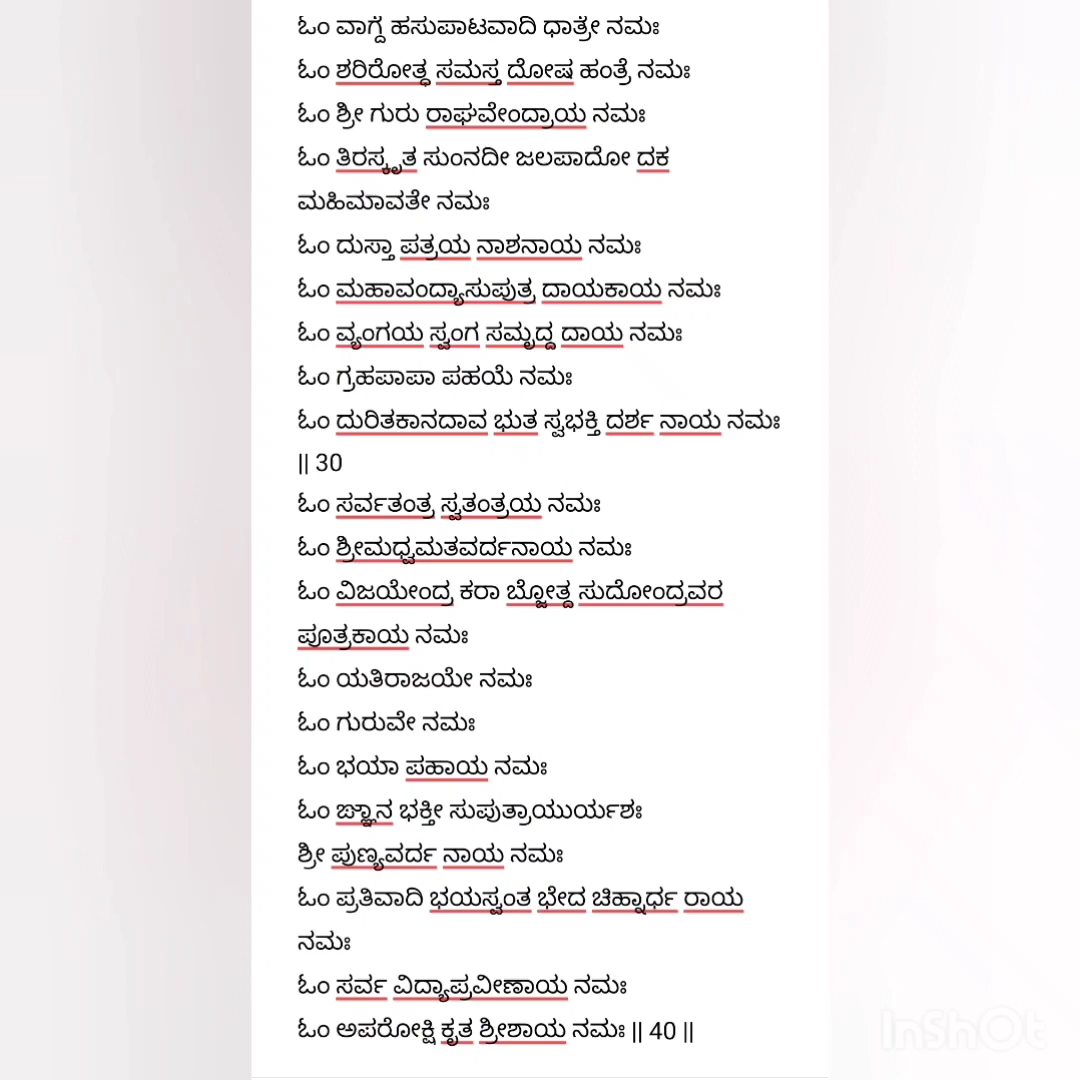 ಓಂ ವಾಗ್ದೆ ಹಸುಪಾಟವಾದಿ ಧಾತ್ರೇ ನಮಃ
ಓಂ ಶರಿರೋತ್ಥ ಸಮಸ್ತ ದೋಷ ಹಂತ್ರೆ ನಮಃ
ಓಂ ಶ್ರೀ ಗುರು ರಾಘವೇಂದ್ರಾಯ ನಮಃ
ಓಂ ತಿರಸ್ಕೃತ ಸುಂನದೀ ಜಲಪಾದೋ ದಕ
ಮಹಿಮಾವತೇ ನಮಃ
ಓಂ ದುಸ್ತಾ ಪತ್ರಯ ನಾಶನಾಯ ನಮಃ
ಓಂ ಮಹಾವಂದ್ಯಾಸುಪುತ್ರ ದಾಯಕಾಯ ನಮಃ
ಓಂ ವ್ಯಂಗಯ ಸ್ವಂಗ ಸಮೃದ್ದ ದಾಯ ನಮಃ
ಓಂ ಗ್ರಹಪಾಪಾ ಪಹಯೆ ನಮಃ
ಓಂ ದುರಿತಕಾನದಾವ ಭುತ ಸ್ವಭಕ್ತಿ ದರ್ಶ ನಾಯ ನಮಃ
|| 30
ಓಂ ಸರ್ವತಂತ್ರ ಸ್ವತಂತ್ರಯ ನಮಃ
ಓಂ ಶ್ರೀಮಧ್ವಮತವರ್ದನಾಯ ನಮಃ
ಓಂ ವಿಜಯೇಂದ್ರ ಕರಾ ಬ್ಜೋತ್ದ ಸುದೋಂದ್ರವರ
ಪೂತ್ರಕಾಯ ನಮಃ
ಓಂ ಯತಿರಾಜಯೇ ನಮಃ
ಓಂ ಗುರುವೇ ನಮಃ
ಓಂ ಭಯಾ ಪಹಾಯ ನಮಃ
ಓಂ ಙ್ಞಾನ ಭಕ್ತೀ ಸುಪುತ್ರಾಯುರ್ಯಶಃ
ಶ್ರೀ ಪುಣ್ಯವರ್ದ ನಾಯ ನಮಃ
ಓಂ ಪ್ರತಿವಾದಿ ಭಯಸ್ವಂತ ಭೇದ ಚಿಹ್ನಾರ್ಧ ರಾಯ
ನಮಃ
ಓಂ ಸರ್ವ ವಿದ್ಯಾಪ್ರವೀಣಾಯ ನಮಃ
ಓಂ ಅಪರೋಕ್ಷಿ ಕೃತ ಶ್ರೀಶಾಯ ನಮಃ || 40 ||
InShOt